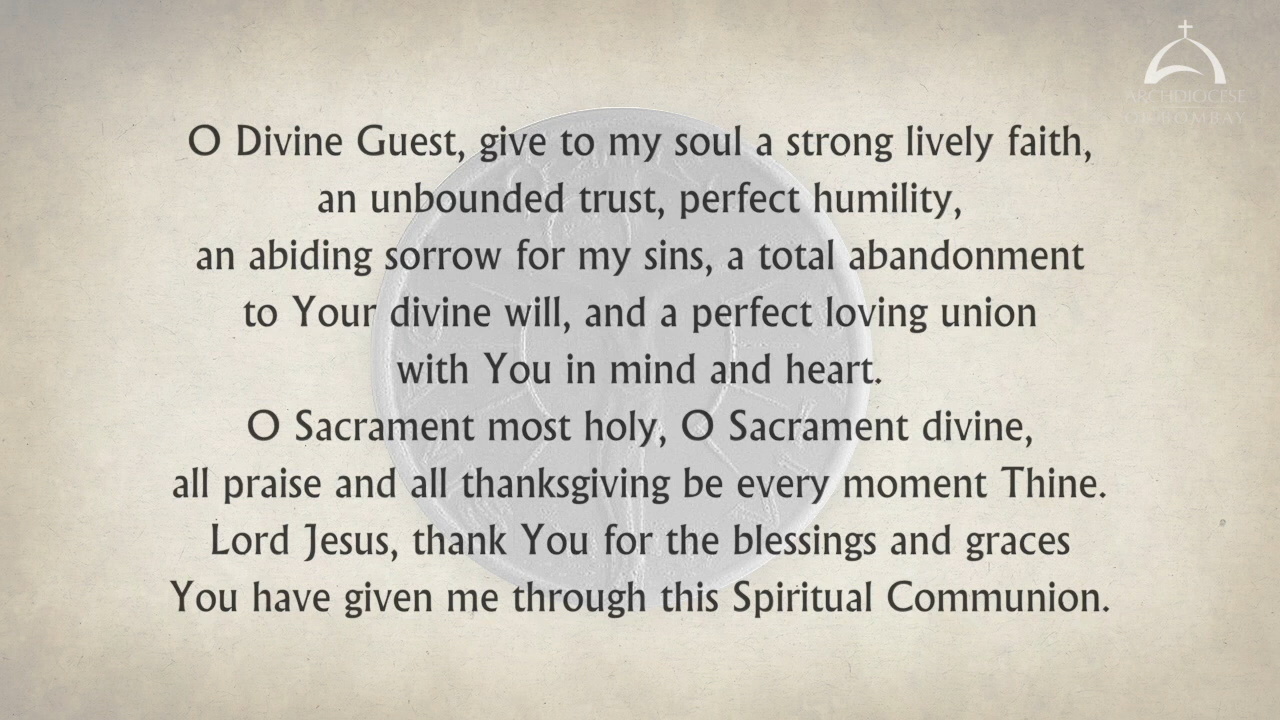 ARCHDIOCESE
OF BOMBAY
O Divine Guest, give to my soul a strong lively faith,
an unbounded trust, perfect humility,
an abiding sorrow for my sins, a total abandonment
to Your divine will, and a perfect loving union
with You in mind and heart.
O Sacrament most holy, O Sacrament divine,
all praise and all thanksgiving be every moment Thine.
Lord Jesus, thank You for the blessings and graces
You have given me through this Spiritual Communion.